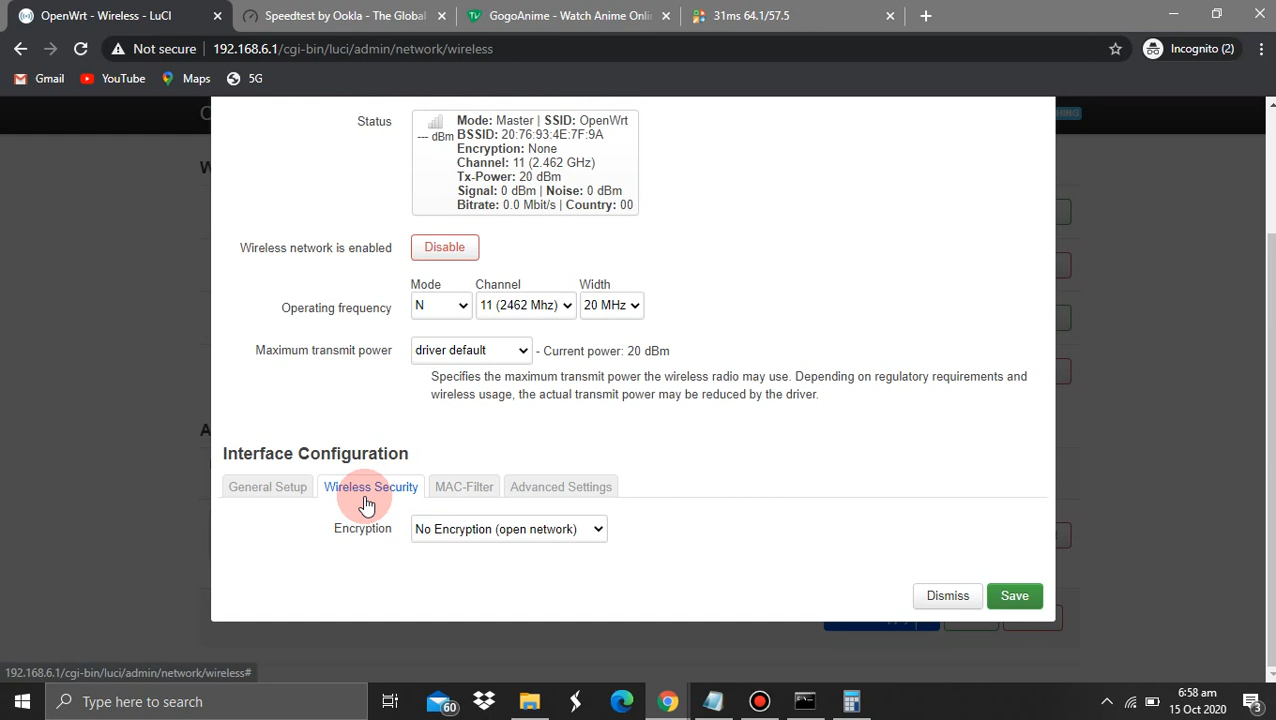 OpenWrt - Wireless - LuCI
Speedtest by Ookla - The Global
GogoAnime - Watch Anime Onlin
31ms 64.1/57.5
Not secure
192.168.6.1/cgi-bin/luci/admin/network/wireless
Incognito (2)
Gmail
YouTube
Maps
5G
Status
Mode: Master | SSID: OpenWrt
--- dBm
BSSID: 20:76:93:4E:7F:9A
Encryption: None
Channel: 11 (2.462 GHz)
Tx-Power: 20 dBm
Signal: 0 dBm | Noise: 0 dBm
Bitrate: 0.0 Mbit/s | Country: 00
Wireless network is enabled
Disable
Mode Channel Width
Operating frequency
N 11 (2462 Mhz) 20 MHz
Maximum transmit power
driver default
- Current power: 20 dBm
Specifies the maximum transmit power the wireless radio may use. Depending on regulatory requirements and
wireless usage, the actual transmit power may be reduced by the driver.
Interface Configuration
General Setup
Wireless Security
MAC-Filter
Advanced Settings
Encryption
No Encryption (open network)
Dismiss
Save
192.168.6.1/cgi-bin/luci/admin/network/wireless#
Type here to search
60
6:58 am
15 Oct 2020
3